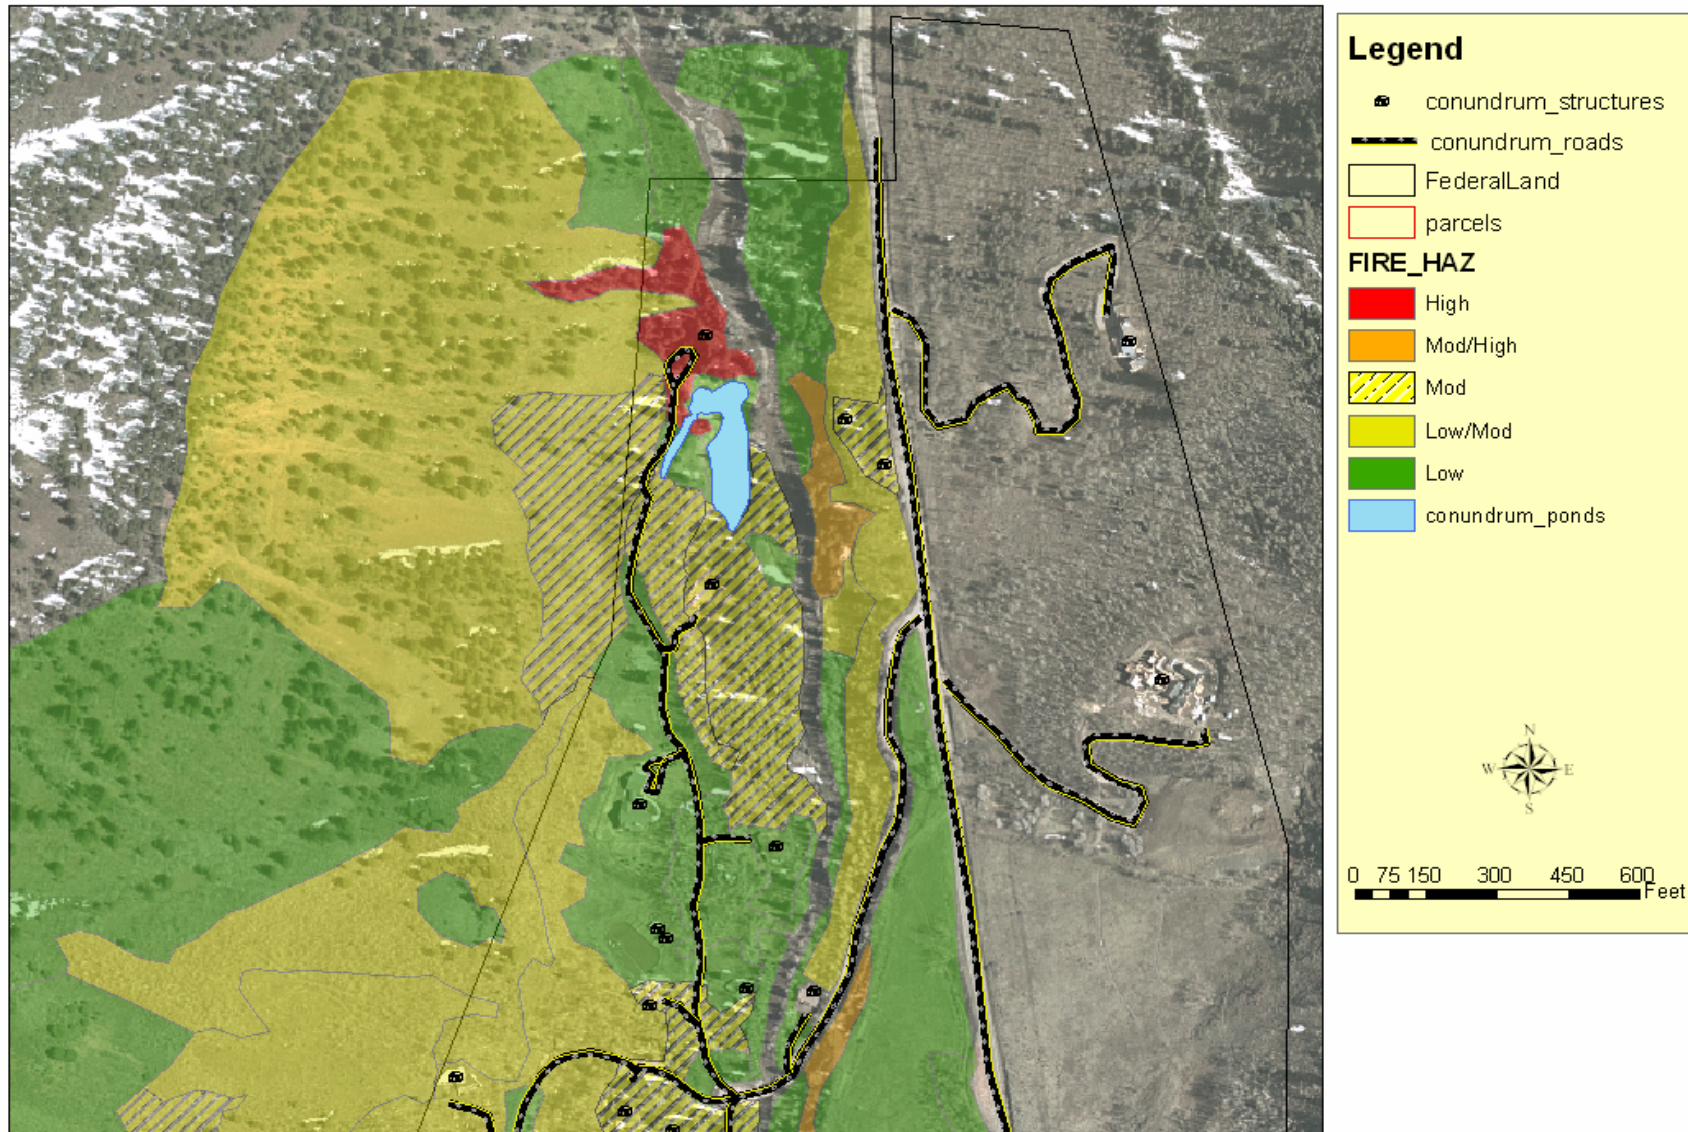 Legend
conundrum_structures
conundrum_roads
FederalLand
parcels
FIRE_HAZ
High
Mod/High
Mod
Low/Mod
Low
conundrum_ponds
N
W E
S
0 75 150 300 450 600
Feet